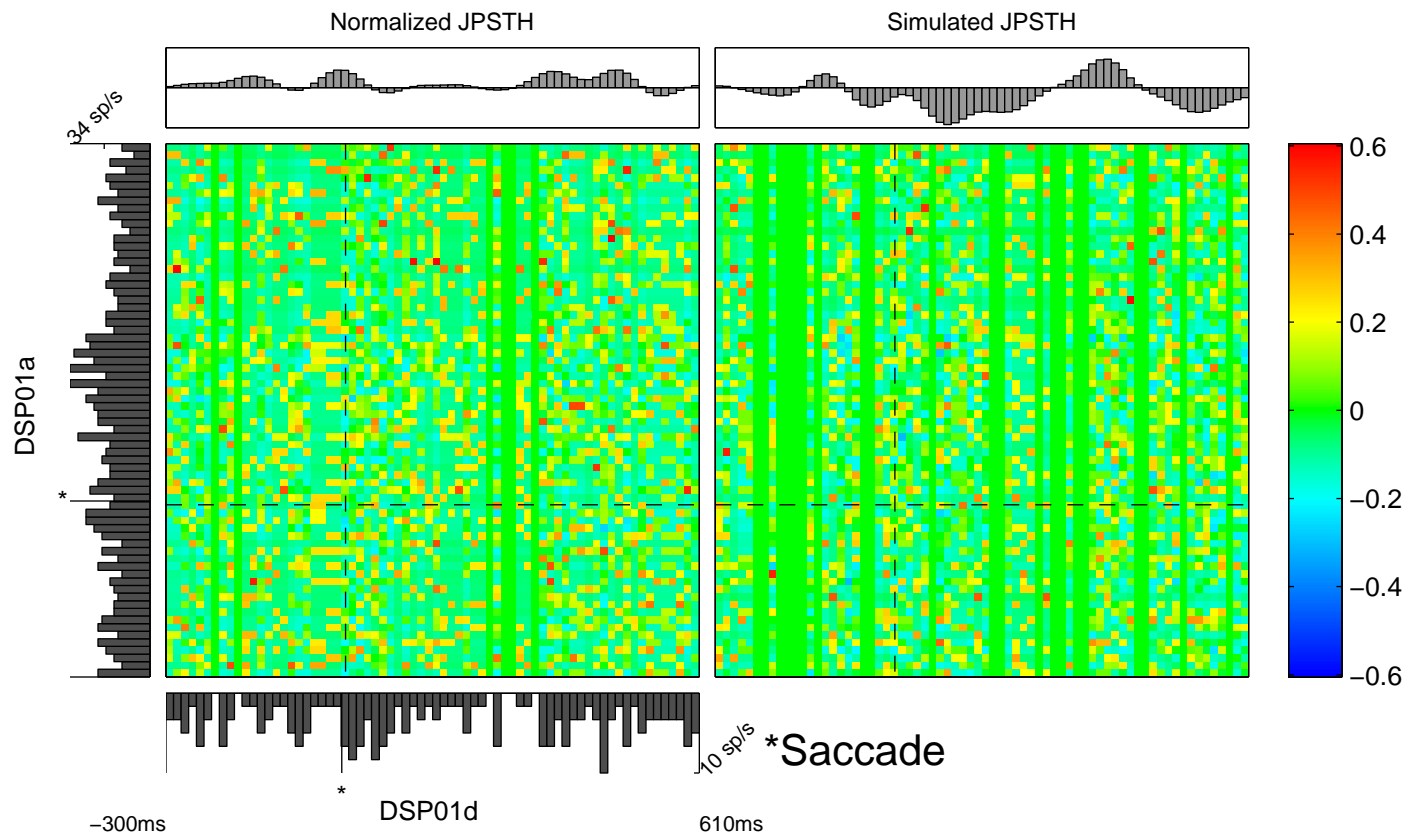 Normalized JPSTH
Simulated JPSTH
34 sp/s
DSP01a
*
0.6
0.4
0.2
0
−0.2
−0.4
−0.6
10 sp/s
*Saccade
*
DSP01d
−300ms
610ms